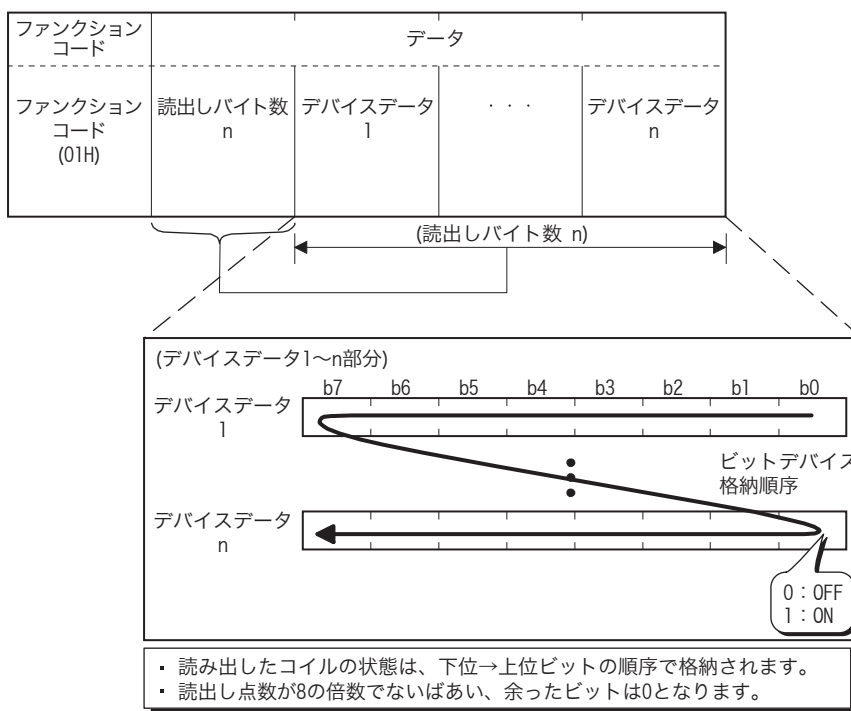 ファンクション
コード
データ
ファンクション
コード
(01H)
読出しバイト数
n
デバイスデータ
1
・・・
デバイスデータ
n
(読出しバイト数 n)
(デバイスデータ1～n部分)
b7 b6 b5 b4 b3 b2 b1 b0
デバイスデータ
1
ビットデバイス
格納順序
デバイスデータ
n
0：OFF
1：ON
・ 読み出したコイルの状態は、下位→上位ビットの順序で格納されます。
・ 読出し点数が8の倍数でないばあい、余ったビットは0となります。